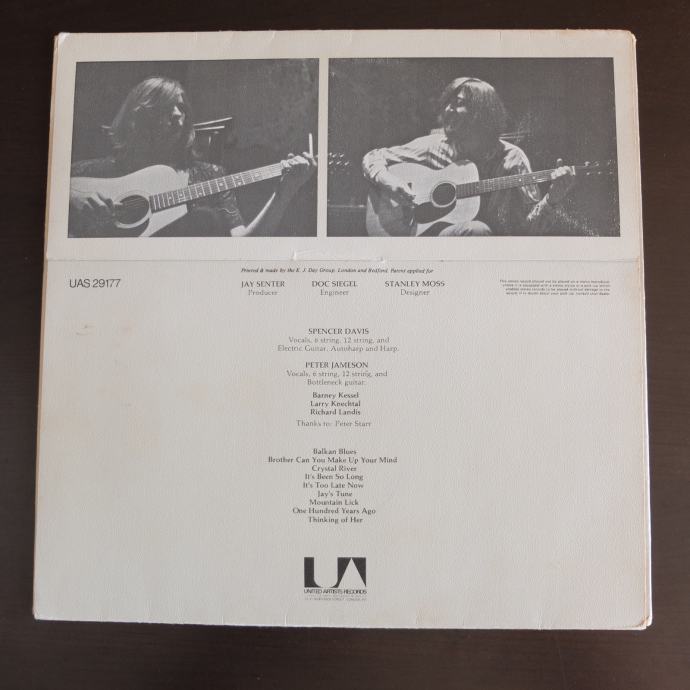 Printed & made by the E. J. Day Group, London and Bedford. Patent applied for
UAS 29177
JAY SENTER
Producer
DOC SIEGEL
Engineer
STANLEY MOSS
Designer
This stereo record played
SPENCER DAVIS
Vocals, 6 string, 12 string, and
Electric Guitar, Autoharp and Harp.
PETER JAMESON
Vocals, 6 string, 12 string, and
Bottleneck guitar.
Barney Kessel
Larry Knechtal
Richard Landis
Thanks to: Peter Starr
Balkan Blues
Brother Can You Make Up Your Mind
Crystal River
It's Been So Long
It's Too Late Now
Jay's Tune
Mountain Lick
One Hundred Years Ago
Thinking of Her
UA
UNITED ARTISTS RECORDS